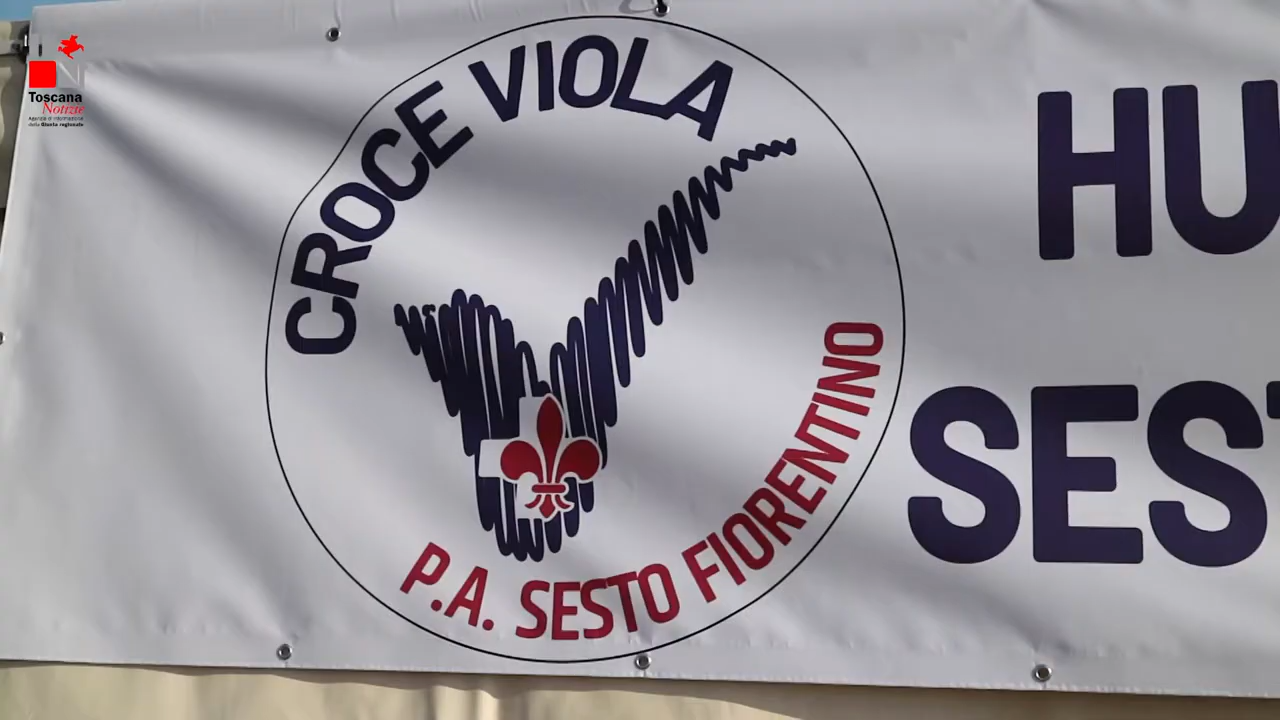 Toscana
Notizie
Agenzia di informazione
della Giunta regionale
CROCE VIOLA
P.A. SESTO FIORENTINO
HU
SES